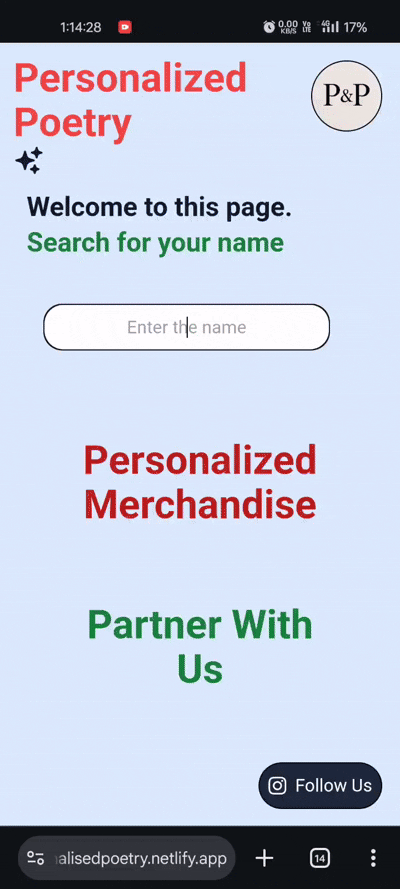 1:14:28
0.00 KB/S Vo LTE 4G 17%
Personalized
Poetry
P&P
Welcome to this page.
Search for your name
Enter the name
Personalized
Merchandise
Partner With
Us
Follow Us
alisedpoetry.netlify.app
14